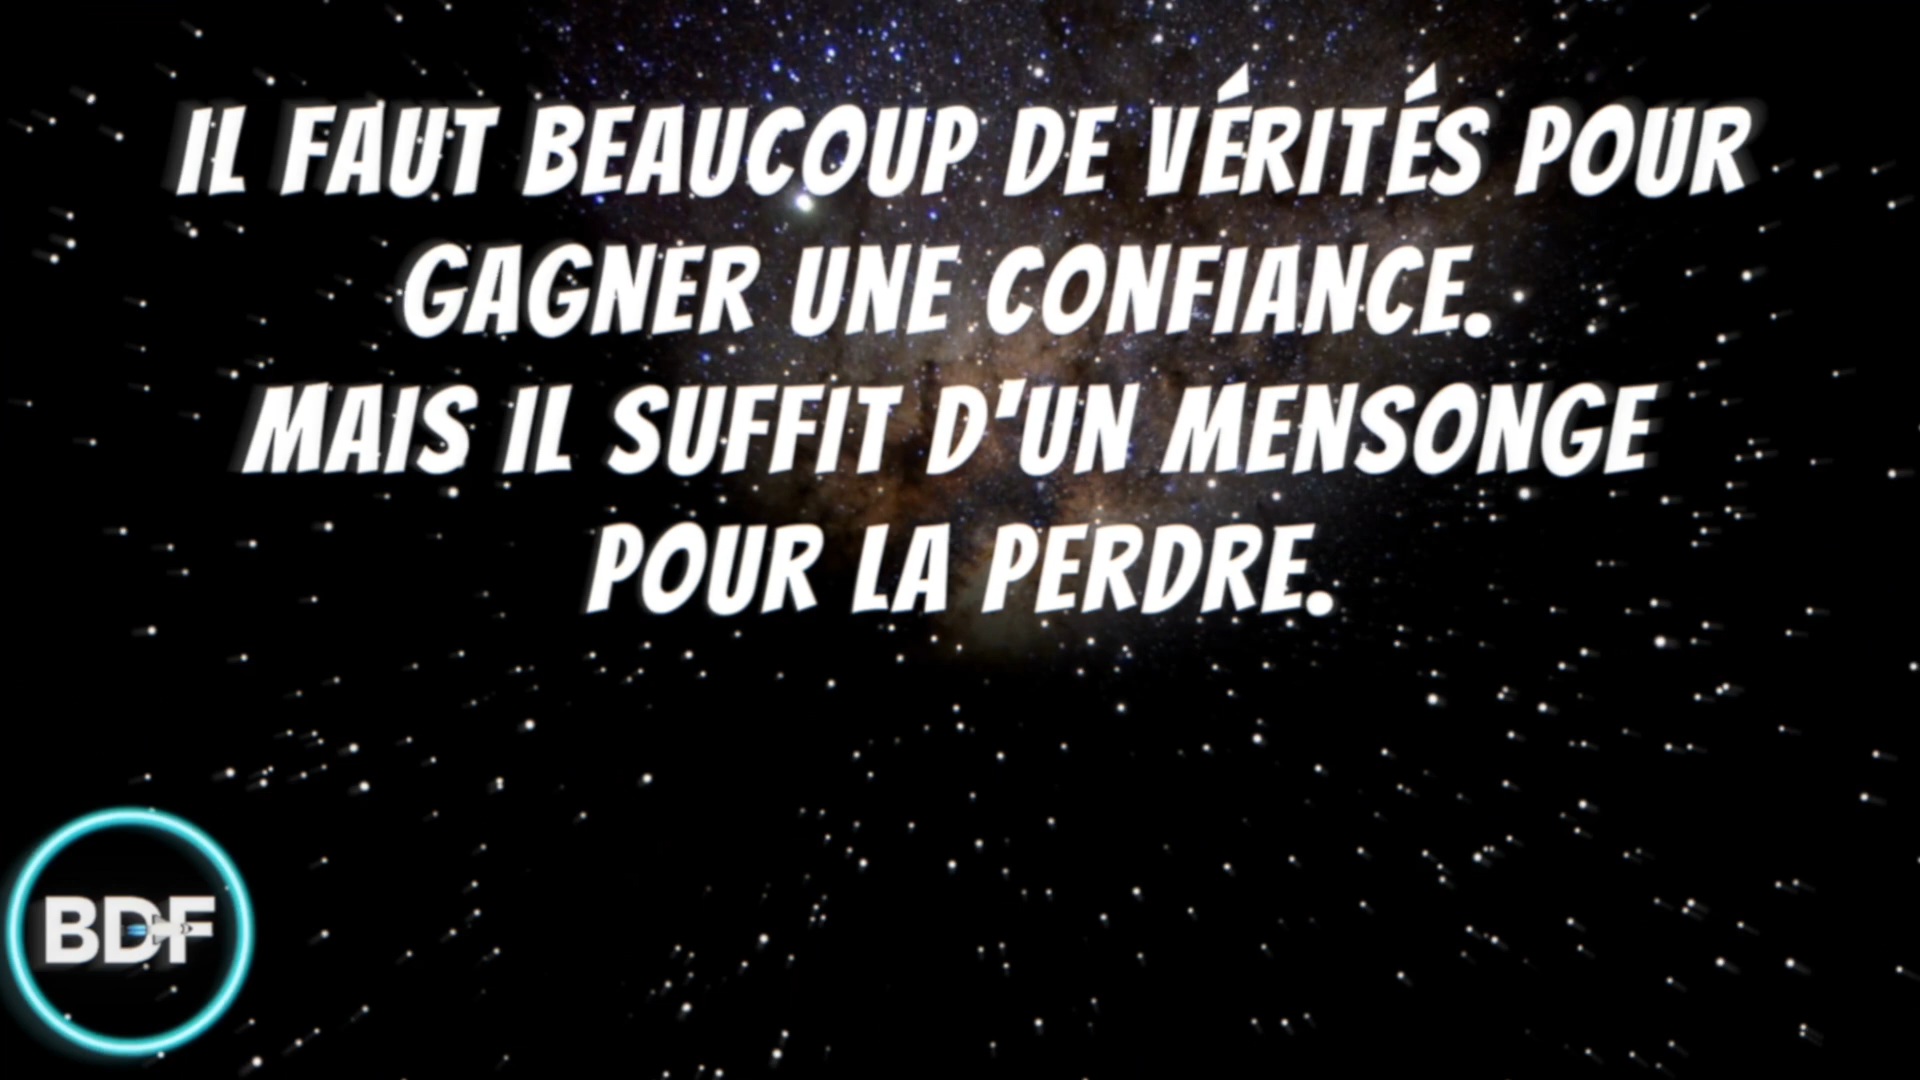 IL FAUT BEAUCOUP DE VÉRITÉS POUR
GAGNER UNE CONFIANCE.
MAIS IL SUFFIT D'UN MENSONGE
POUR LA PERDRE.
BDF